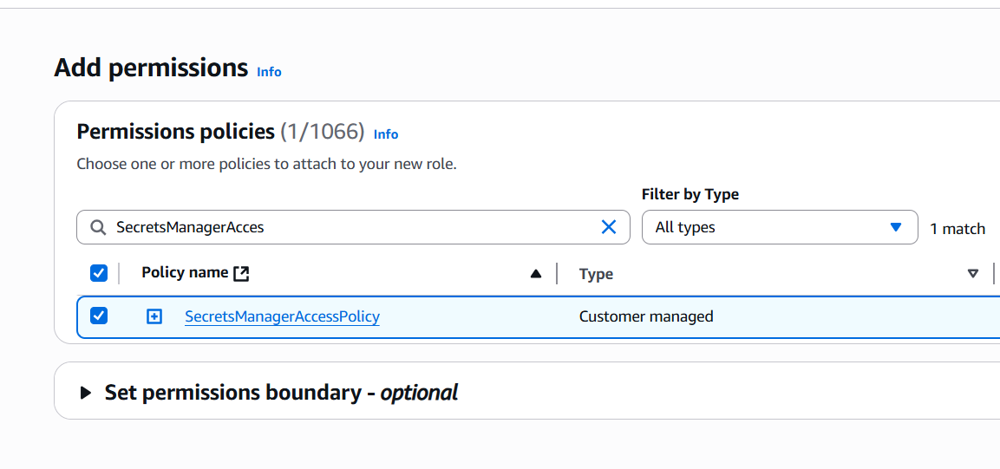 Add permissions Info
Permissions policies (1/1066) Info
Choose one or more policies to attach to your new role.
Filter by Type
SecretsManagerAcces
All types
1 match
Policy name
Type
SecretsManagerAccessPolicy
Customer managed
Set permissions boundary - optional